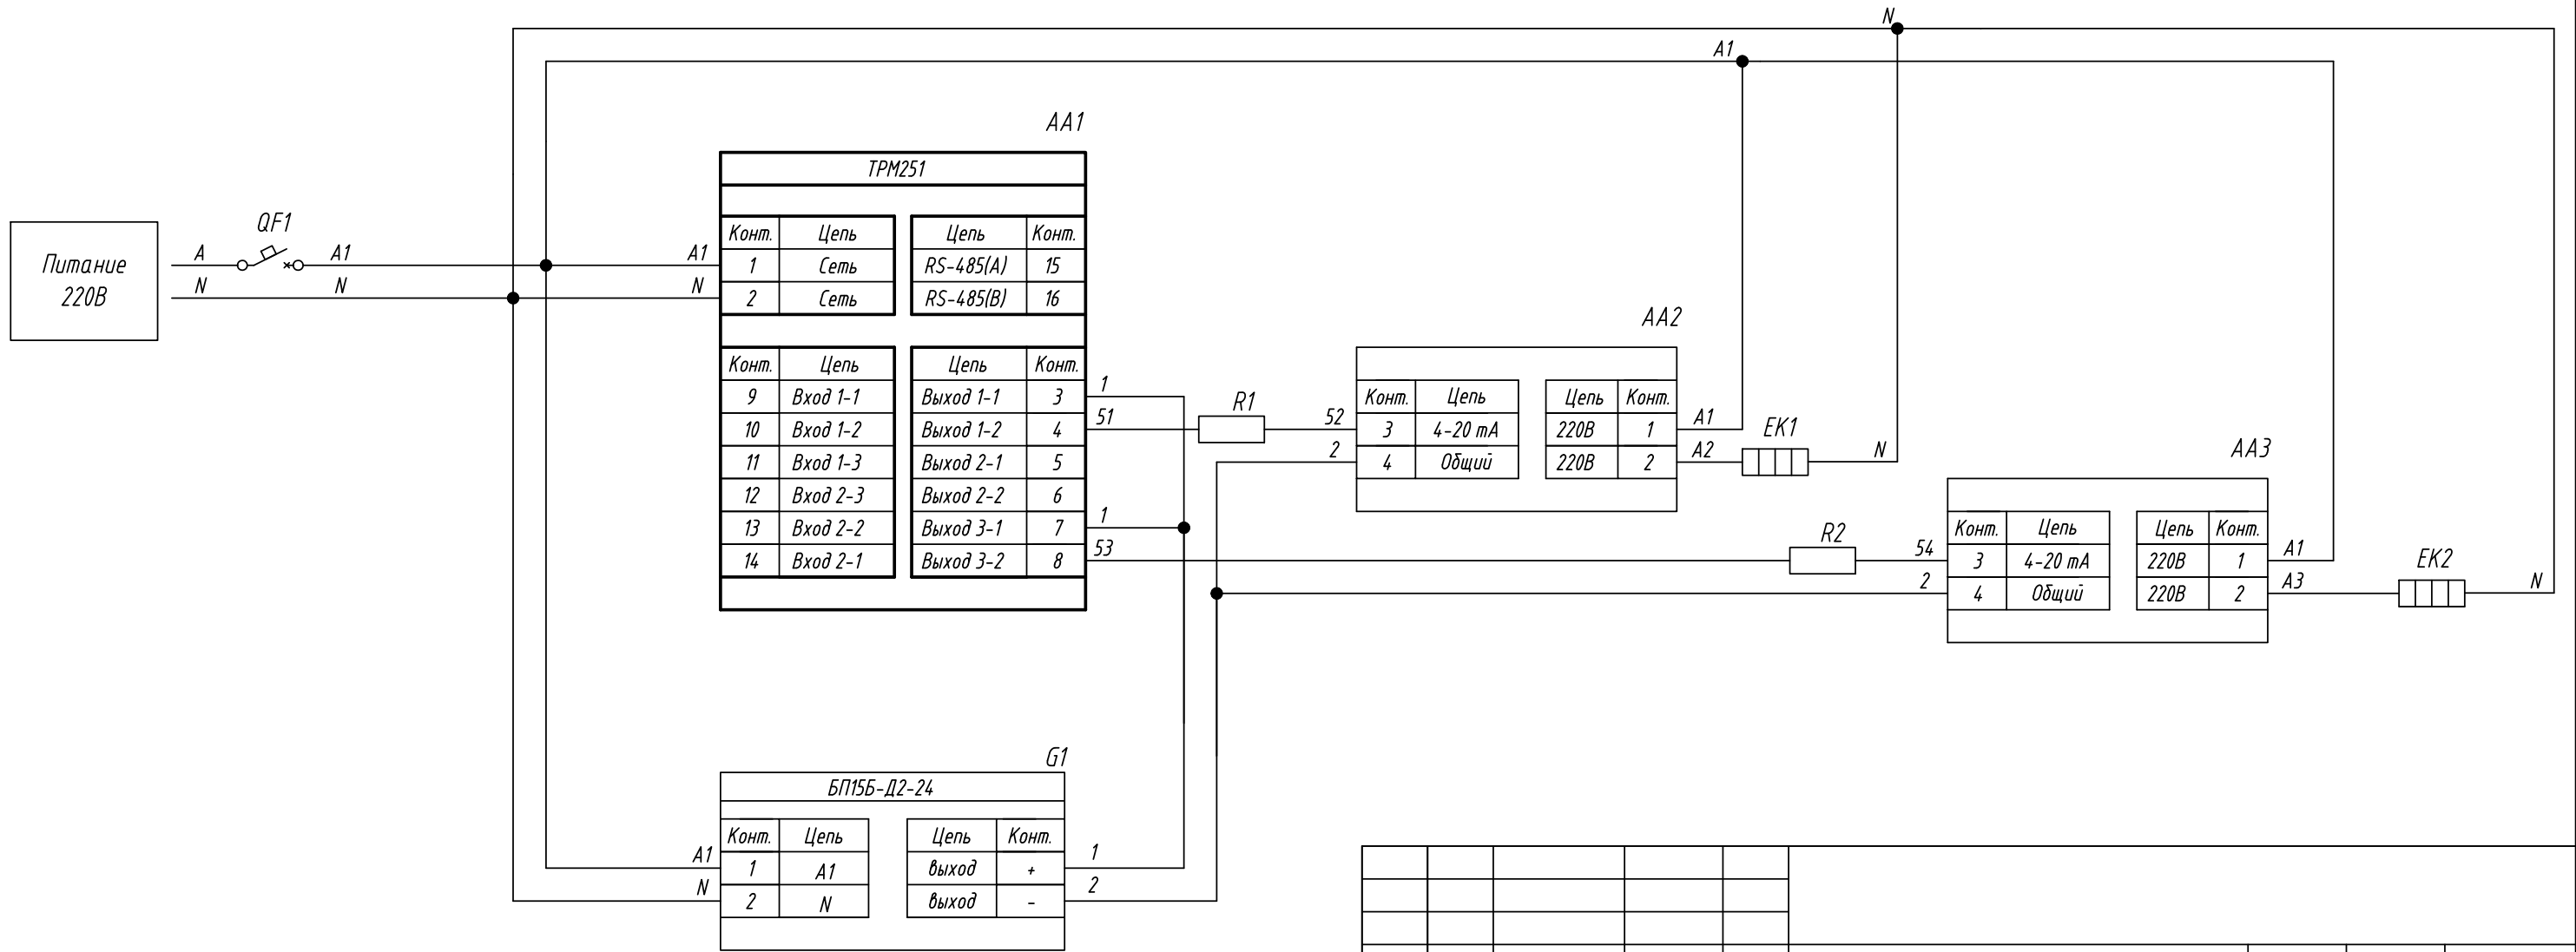 N
A1
AA1
ТРМ251
Питание
220В
A
QF1
A1
A1
N
N
N
Конт. Цепь Цепь Конт.
1 Сеть RS-485(A) 15
2 Сеть RS-485(B) 16
Конт. Цепь Цепь Конт.
9 Вход 1-1 Выход 1-1 3
10 Вход 1-2 Выход 1-2 4
11 Вход 1-3 Выход 2-1 5
12 Вход 2-3 Выход 2-2 6
13 Вход 2-2 Выход 3-1 7
14 Вход 2-1 Выход 3-2 8
1
51
1
53
R1
52
2
AA2
Конт. Цепь Цепь Конт.
3 4-20 mA 220В 1
4 Общий 220В 2
A1
A2
EK1
N
R2
54
2
AA3
Конт. Цепь Цепь Конт.
3 4-20 mA 220В 1
4 Общий 220В 2
A1
A3
EK2
N
G1
БП15Б-Д2-24
Конт. Цепь Цепь Конт.
1 A1 выход +
2 N выход -
A1
N
1
2